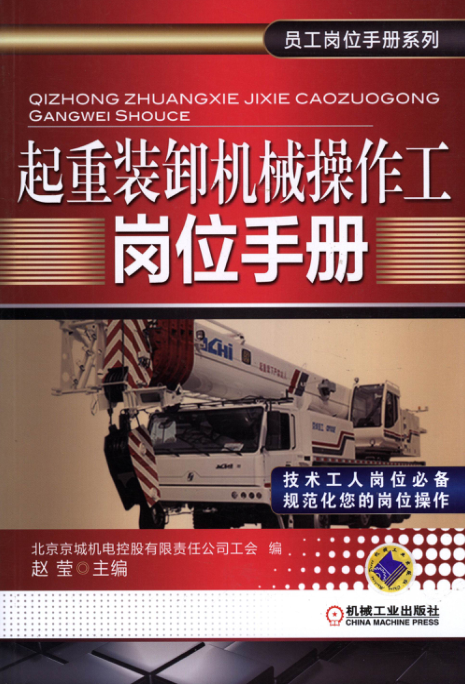 员工岗位手册系列
QIZHONG ZHUANGXIE JIXIE CAOZUOGONG
GANGWEI SHOUCE
起重装卸机械操作工
岗位手册
技术工人岗位必备
规范化您的岗位操作
北京京城机电控股有限责任公司工会 编
赵 莹◎主编
机械工业出版社
CHINA MACHINE PRESS